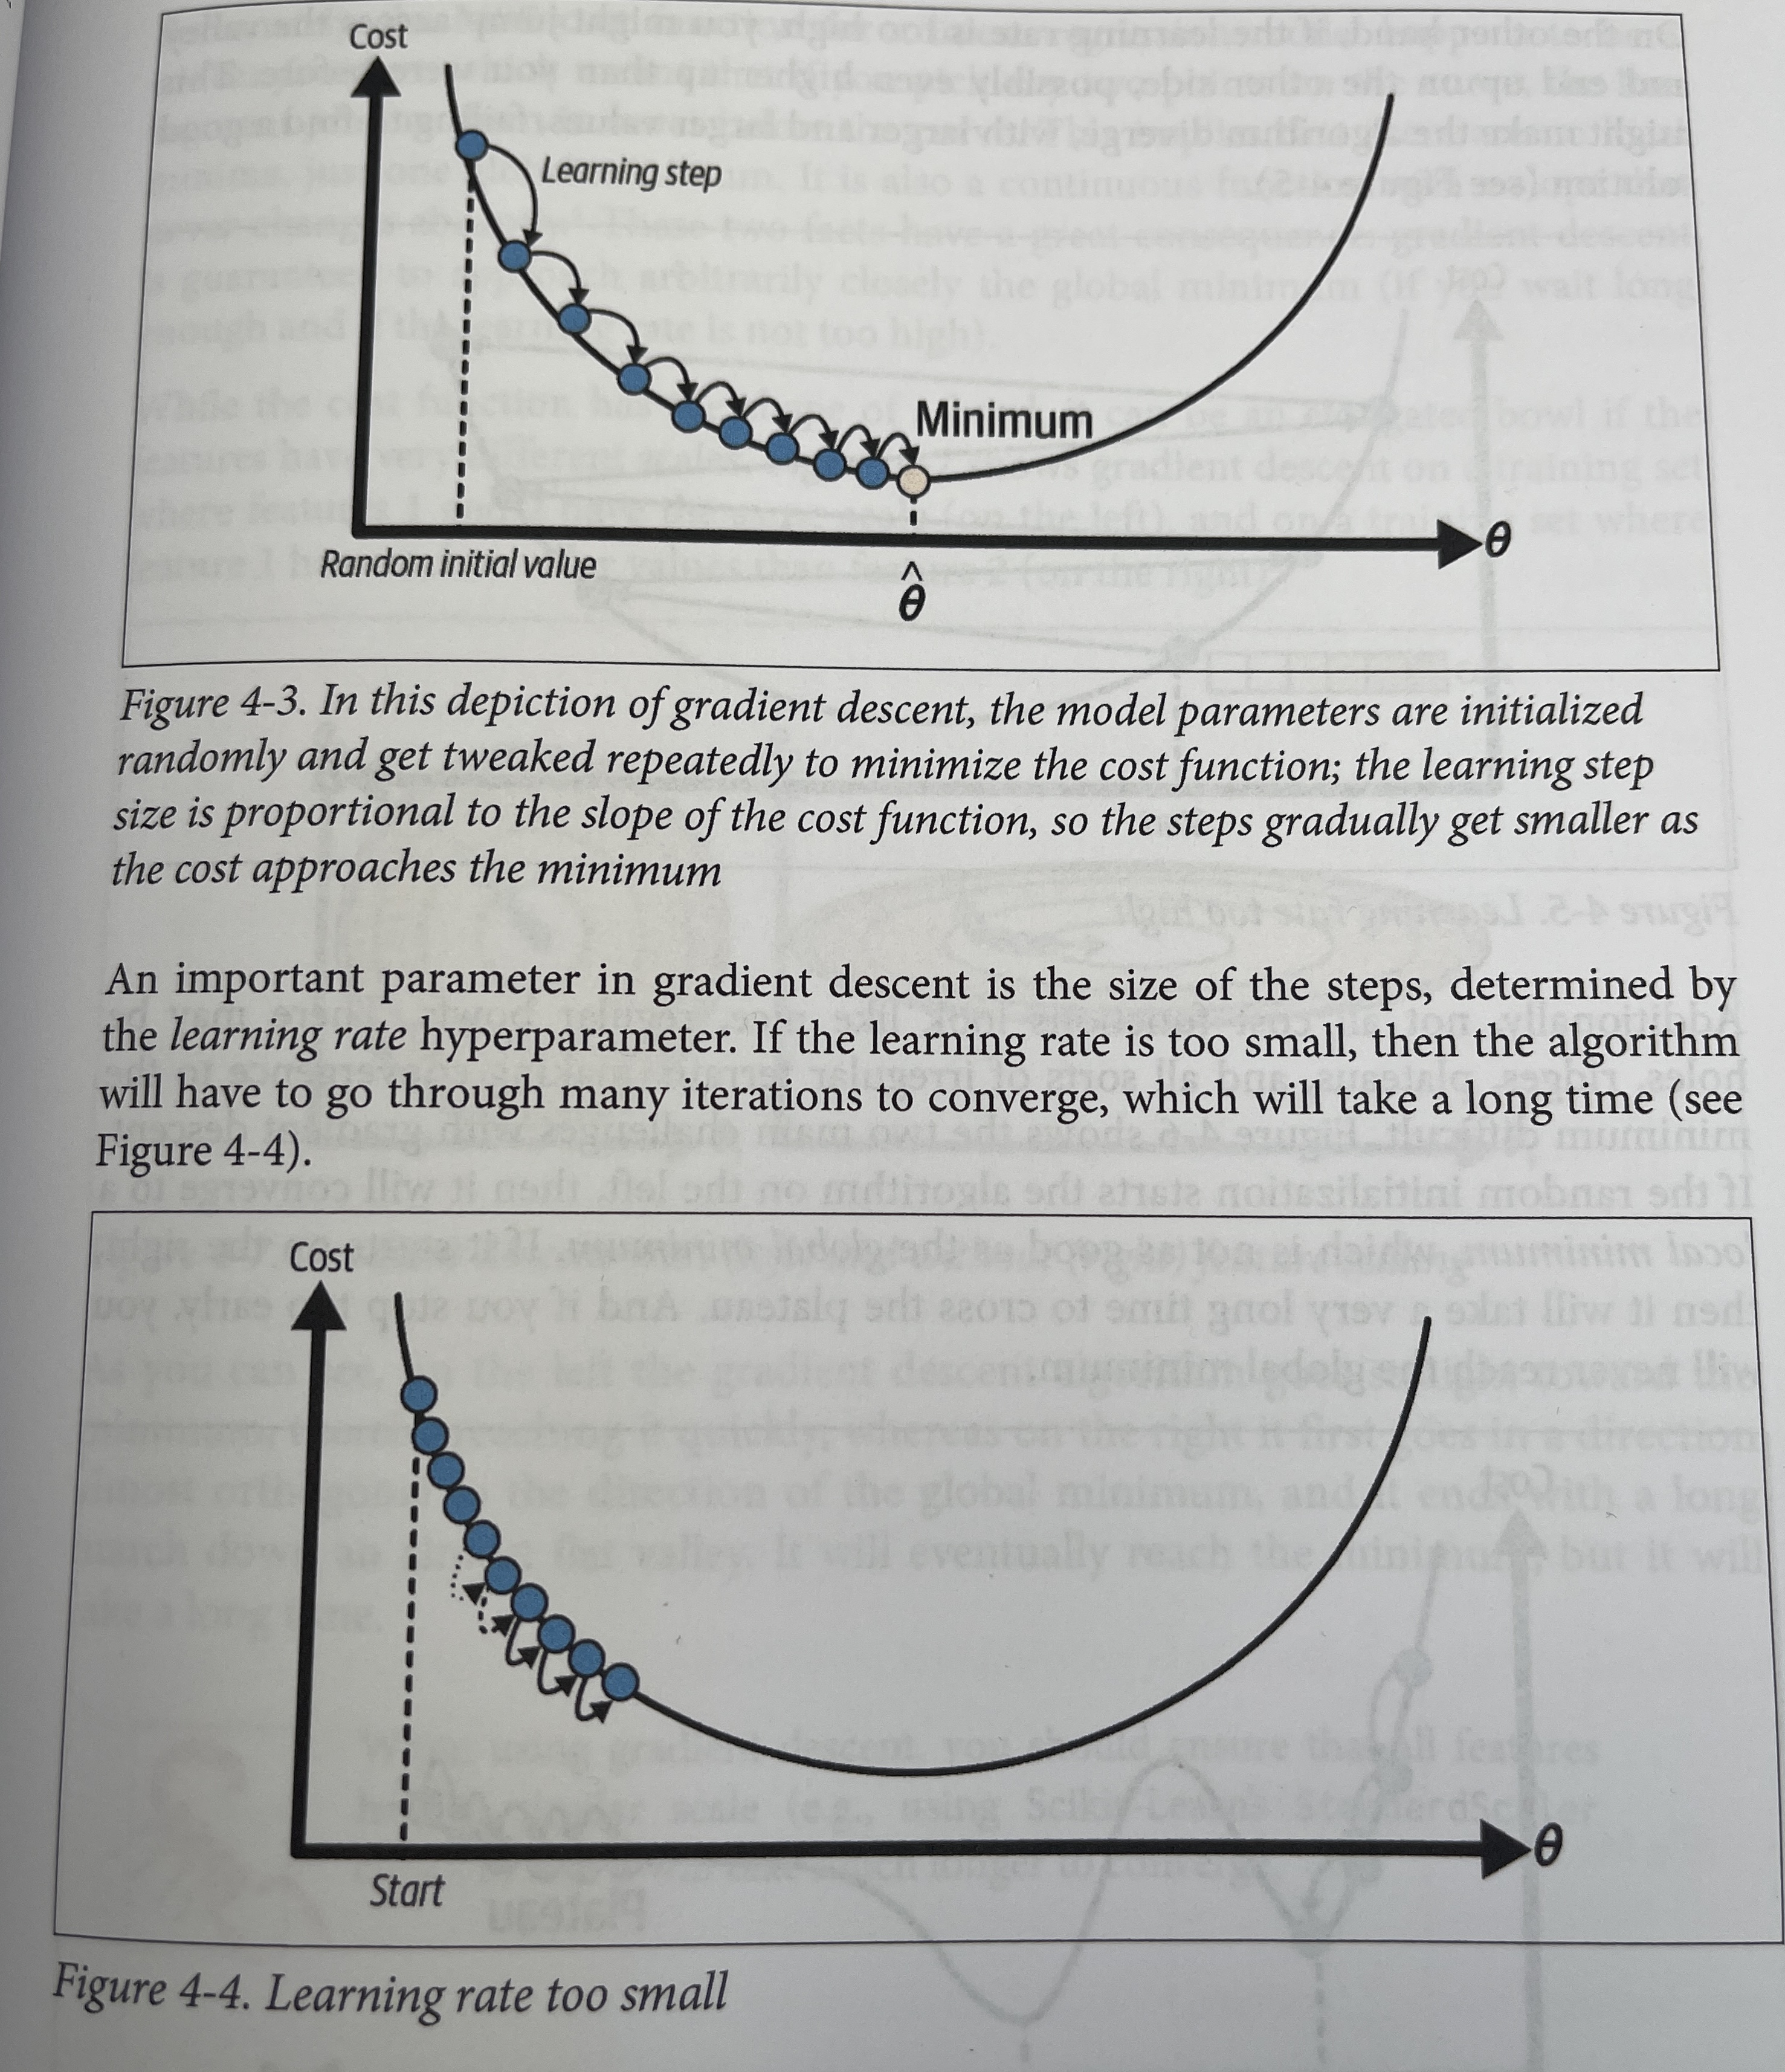 Cost
Learning step
Minimum
θ
Random initial value
θ̂
Figure 4-3. In this depiction of gradient descent, the model parameters are initialized
randomly and get tweaked repeatedly to minimize the cost function; the learning step
size is proportional to the slope of the cost function, so the steps gradually get smaller as
the cost approaches the minimum
An important parameter in gradient descent is the size of the steps, determined by
the learning rate hyperparameter. If the learning rate is too small, then the algorithm
will have to go through many iterations to converge, which will take a long time (see
Figure 4-4).
Cost
θ
Start
Figure 4-4. Learning rate too small